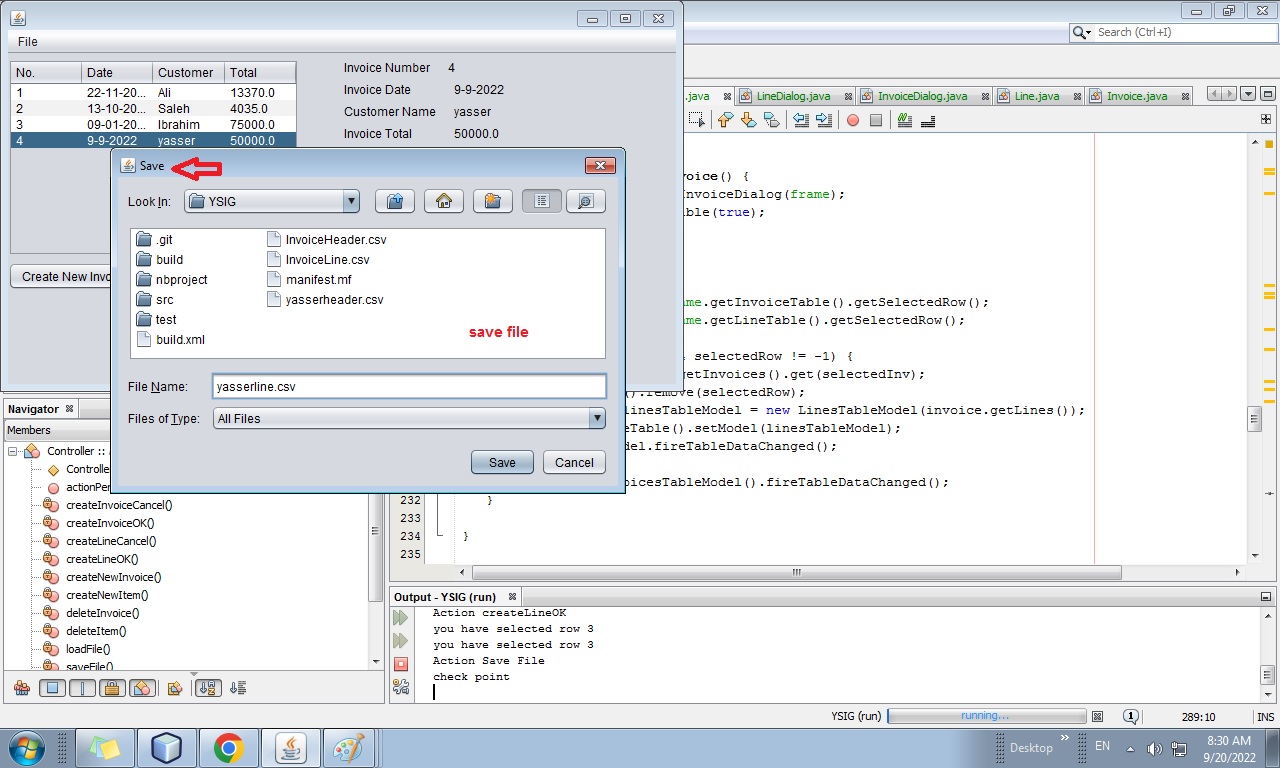 File
No. Date Customer Total
1 22-11-20... Ali 13370.0
2 13-10-20... Saleh 4035.0
3 09-01-20... Ibrahim 75000.0
4 9-9-2022 yasser 50000.0
Invoice Number 4
Invoice Date 9-9-2022
Customer Name yasser
Invoice Total 50000.0
Create New Invo
Save
Look In: YSIG
.git
build
nbproject
src
test
build.xml
InvoiceHeader.csv
InvoiceLine.csv
manifest.mf
yasserheader.csv
save file
File Name: yasserline.csv
Files of Type: All Files
Save Cancel
Search (Ctrl+I)
.java LineDialog.java InvoiceDialog.java Line.java Invoice.java
voice() {
nvoiceDialog(frame);
ble(true);
me.getInvoiceTable().getSelectedRow();
me.getLineTable().getSelectedRow();
selectedRow != -1) {
getInvoices().get(selectedInv);
).remove(selectedRow);
linesTableModel = new LinesTableModel(invoice.getLines());
eTable().setModel(linesTableModel);
del.fireTableDataChanged();
voicesTableModel().fireTableDataChanged();
232 }
233
234 }
235
Navigator
Members
Controller ::
Controlle
actionPer
createInvoiceCancel()
createInvoiceOK()
createLineCancel()
createLineOK()
createNewInvoice()
createNewItem()
deleteInvoice()
deleteItem()
loadFile()
saveFile()
Output - YSIG (run)
Action createLineOK
you have selected row 3
you have selected row 3
Action Save File
check point
YSIG (run) running... 1 289:10 INS
Desktop EN 8:30 AM
9/20/2022